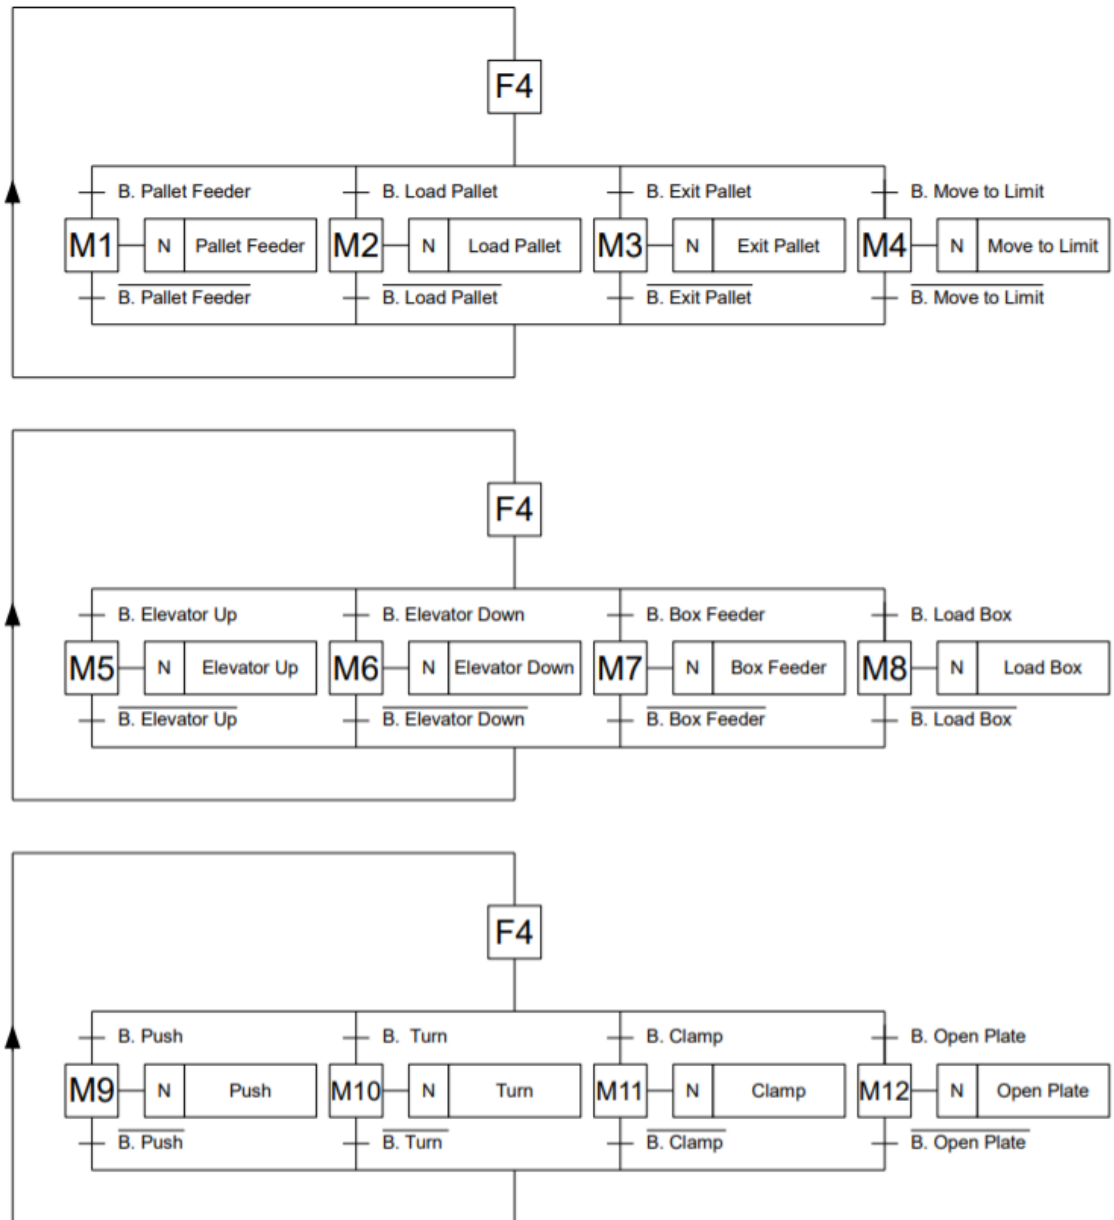 F4
B. Pallet Feeder
B. Load Pallet
B. Exit Pallet
B. Move to Limit
M1 N Pallet Feeder
M2 N Load Pallet
M3 N Exit Pallet
M4 N Move to Limit
B. Pallet Feeder
B. Load Pallet
B. Exit Pallet
B. Move to Limit
F4
B. Elevator Up
B. Elevator Down
B. Box Feeder
B. Load Box
M5 N Elevator Up
M6 N Elevator Down
M7 N Box Feeder
M8 N Load Box
B. Elevator Up
B. Elevator Down
B. Box Feeder
B. Load Box
F4
B. Push
B. Turn
B. Clamp
B. Open Plate
M9 N Push
M10 N Turn
M11 N Clamp
M12 N Open Plate
B. Push
B. Turn
B. Clamp
B. Open Plate